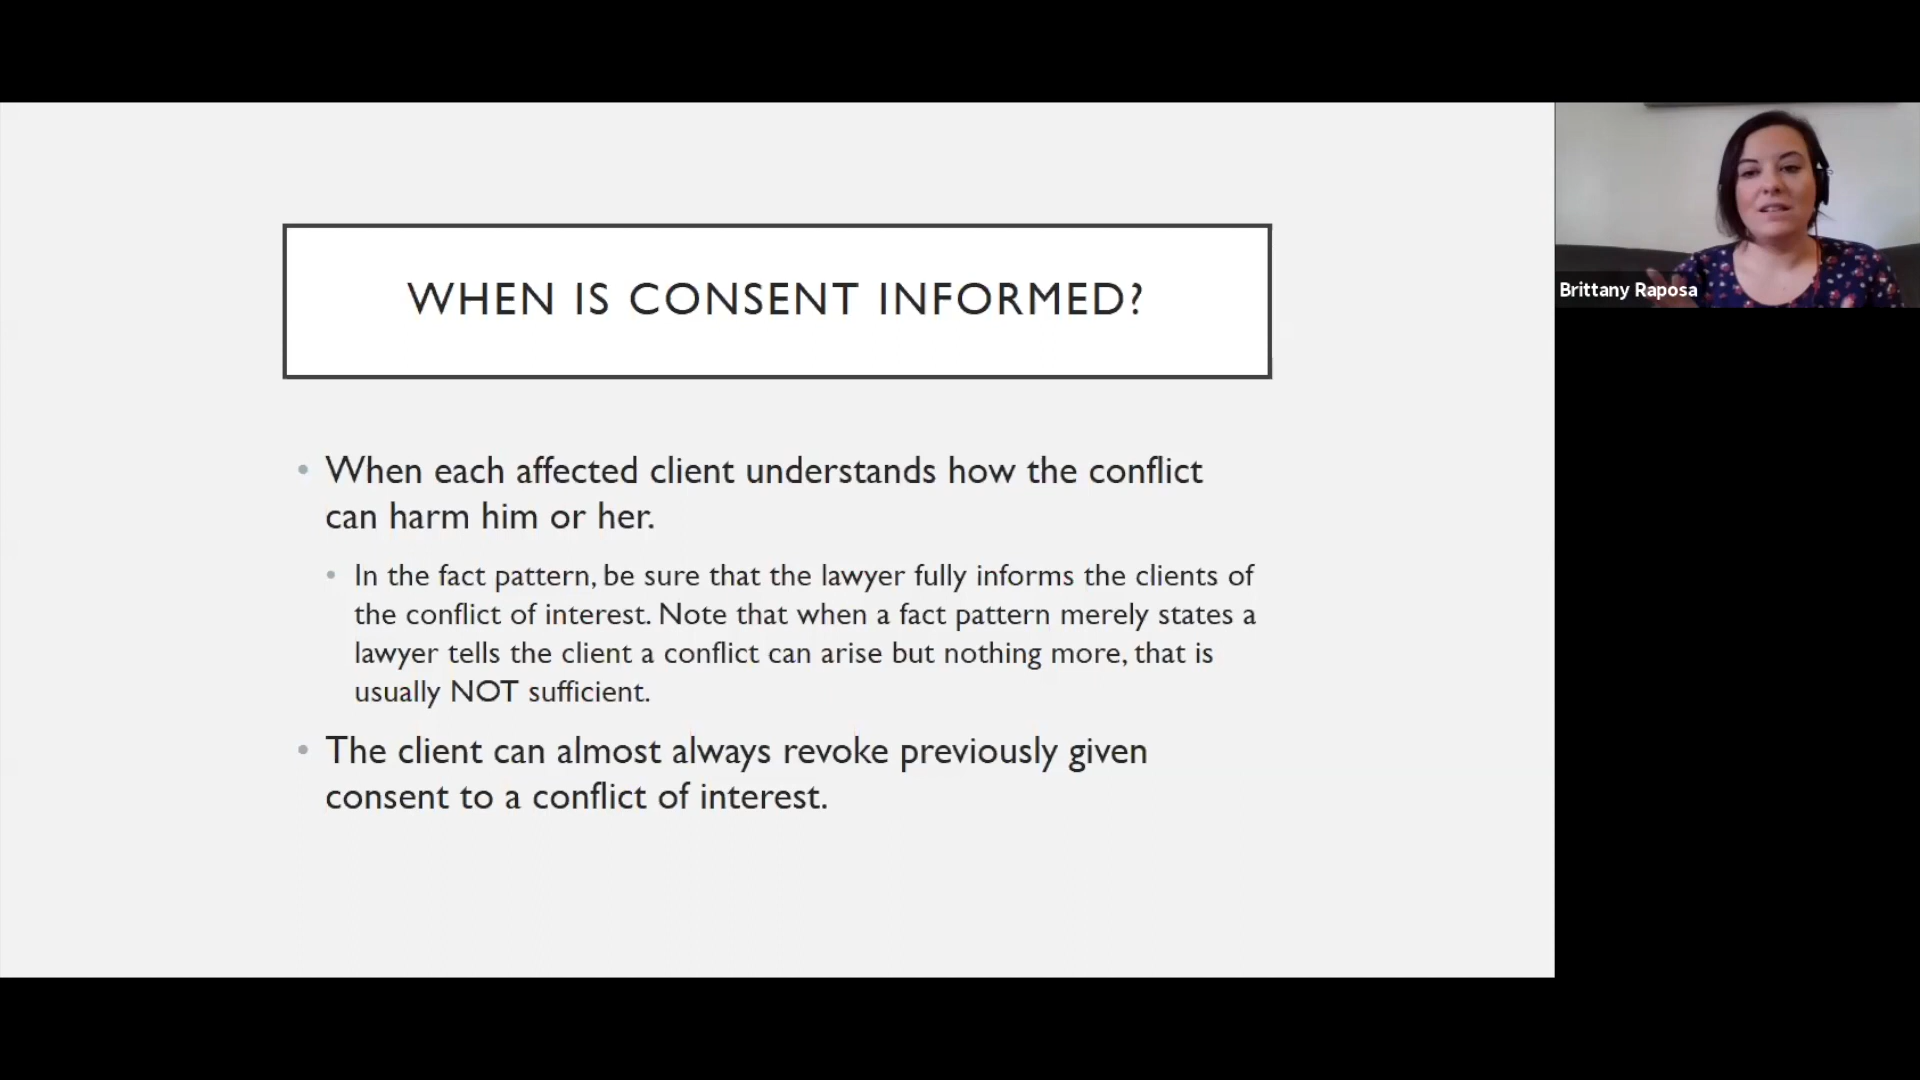 WHEN IS CONSENT INFORMED?
• When each affected client understands how the conflict
can harm him or her.
• In the fact pattern, be sure that the lawyer fully informs the clients of
the conflict of interest. Note that when a fact pattern merely states a
lawyer tells the client a conflict can arise but nothing more, that is
usually NOT sufficient.
• The client can almost always revoke previously given
consent to a conflict of interest.
Brittany Raposa